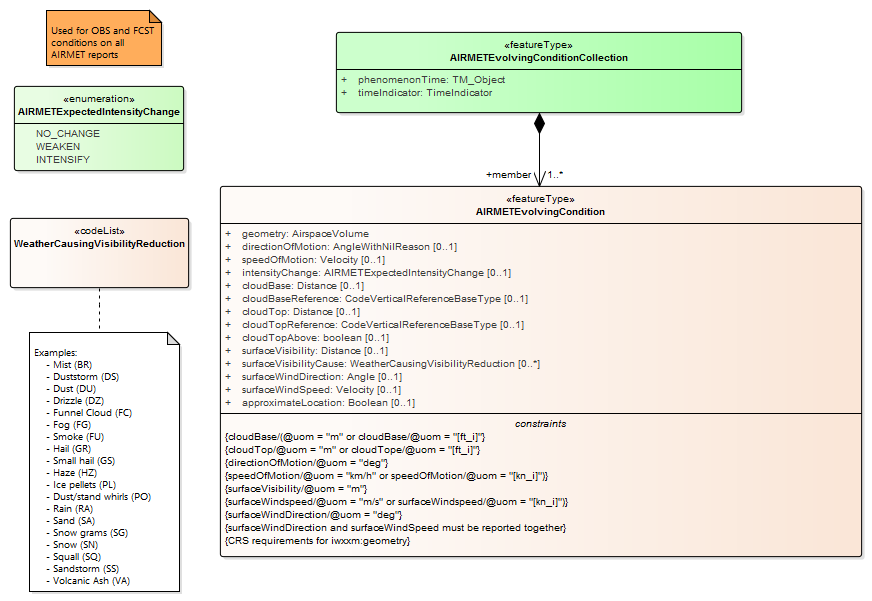 Used for OBS and FCST
conditions on all
AIRMET reports
«enumeration»
AIRMETExpectedIntensityChange
NO_CHANGE
WEAKEN
INTENSIFY
«codeList»
WeatherCausingVisibilityReduction
Examples:
- Mist (BR)
- Duststorm (DS)
- Dust (DU)
- Drizzle (DZ)
- Funnel Cloud (FC)
- Fog (FG)
- Smoke (FU)
- Hail (GR)
- Small hail (GS)
- Haze (HZ)
- Ice pellets (PL)
- Dust/stand whirls (PO)
- Rain (RA)
- Sand (SA)
- Snow grams (SG)
- Snow (SN)
- Squall (SQ)
- Sandstorm (SS)
- Volcanic Ash (VA)
«featureType»
AIRMETEvolvingConditionCollection
+ phenomenonTime: TM_Object
+ timeIndicator: TimeIndicator
+member 1..*
«featureType»
AIRMETEvolvingCondition
+ geometry: AirspaceVolume
+ directionOfMotion: AngleWithNilReason [0..1]
+ speedOfMotion: Velocity [0..1]
+ intensityChange: AIRMETExpectedIntensityChange [0..1]
+ cloudBase: Distance [0..1]
+ cloudBaseReference: CodeVerticalReferenceBaseType [0..1]
+ cloudTop: Distance [0..1]
+ cloudTopReference: CodeVerticalReferenceBaseType [0..1]
+ cloudTopAbove: boolean [0..1]
+ surfaceVisibility: Distance [0..1]
+ surfaceVisibilityCause: WeatherCausingVisibilityReduction [0..*]
+ surfaceWindDirection: Angle [0..1]
+ surfaceWindSpeed: Velocity [0..1]
+ approximateLocation: Boolean [0..1]
constraints
{cloudBase/(@uom = "m" or cloudBase/@uom = "[ft_i]"}
{cloudTop/@uom = "m" or cloudTope/@uom = "[ft_i]"}
{directionOfMotion/@uom = "deg"}
{speedOfMotion/@uom = "km/h" or speedOfMotion/@uom = "[kn_i]")}
{surfaceVisibility/@uom = "m"}
{surfaceWindspeed/@uom = "m/s" or surfaceWindspeed/@uom = "[kn_i]")}
{surfaceWindDirection/@uom = "deg"}
{surfaceWindDirection and surfaceWindSpeed must be reported together}
{CRS requirements for iwxxm:geometry}